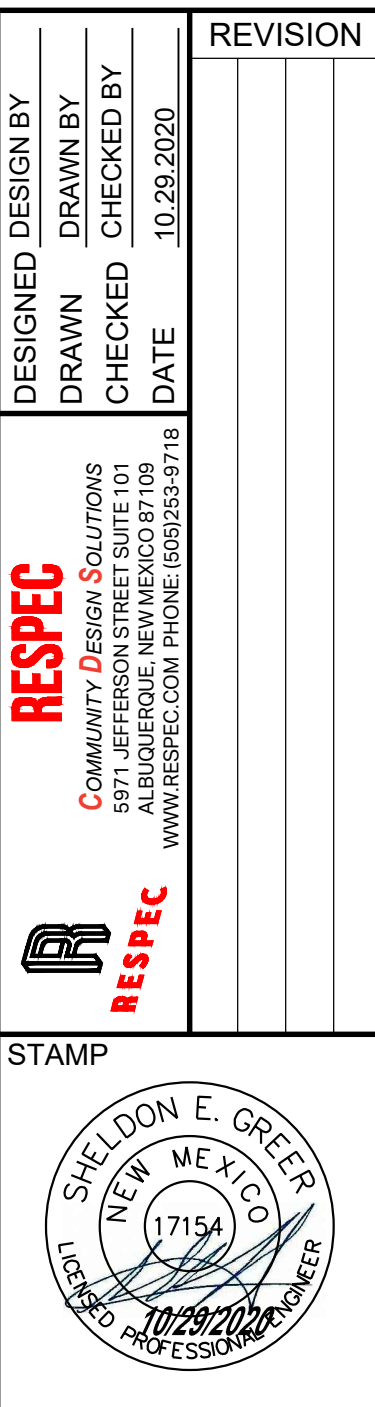 REVISION
DESIGNED DESIGN BY
DRAWN DRAWN BY
CHECKED CHECKED BY
DATE 10.29.2020
RESPEC
COMMUNITY DESIGN SOLUTIONS
5971 JEFFERSON STREET SUITE 101
ALBUQUERQUE, NEW MEXICO 87109
WWW.RESPEC.COM PHONE: (505)253-9718
R
RESPEC
STAMP
SHELDON E. GREER
NEW MEXICO
17154
10/29/2020
LICENSED PROFESSIONAL ENGINEER